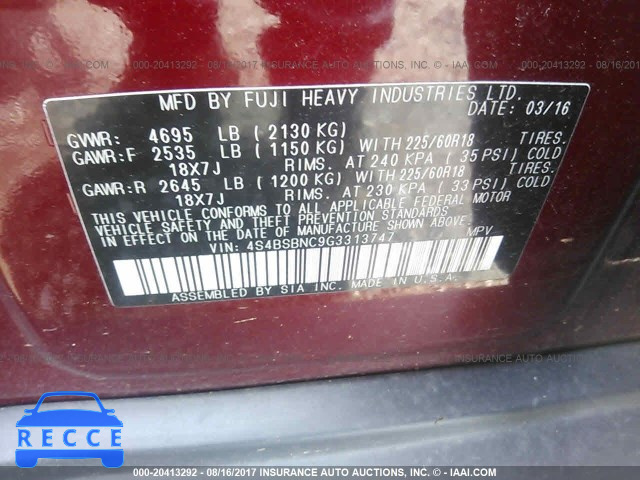 000-20413292 - 08/16/2017 INSURANCE AUTO AUCTIONS © - IAAI.COM
MFD BY FUJI HEAVY INDUSTRIES LTD.
DATE: 03/16
GVWR: 4695 LB (2130 KG)
GAWR:F 2535 LB (1150 KG) WITH 225/60R18 TIRES.
18X7J RIMS. AT 240 KPA (35 PSI) COLD
GAWR:R 2645 LB (1200 KG) WITH 225/60R18 TIRES.
18X7J RIMS. AT 230 KPA (33 PSI) COLD
THIS VEHICLE CONFORMS TO ALL APPLICABLE FEDERAL MOTOR
VEHICLE SAFETY AND THEFT PREVENTION STANDARDS IN EFFECT
ON THE DATE OF MANUFACTURE SHOWN ABOVE.
VIN: 4S4BSBNC9G3313747 MPV
ASSEMBLED BY SIA INC. MADE IN U.S.A.
© INSURANCE AUTO AUCTIONS
RECCE
000-20413292 - 08/16/2017 INSURANCE AUTO AUCTIONS © - IAAI.COM